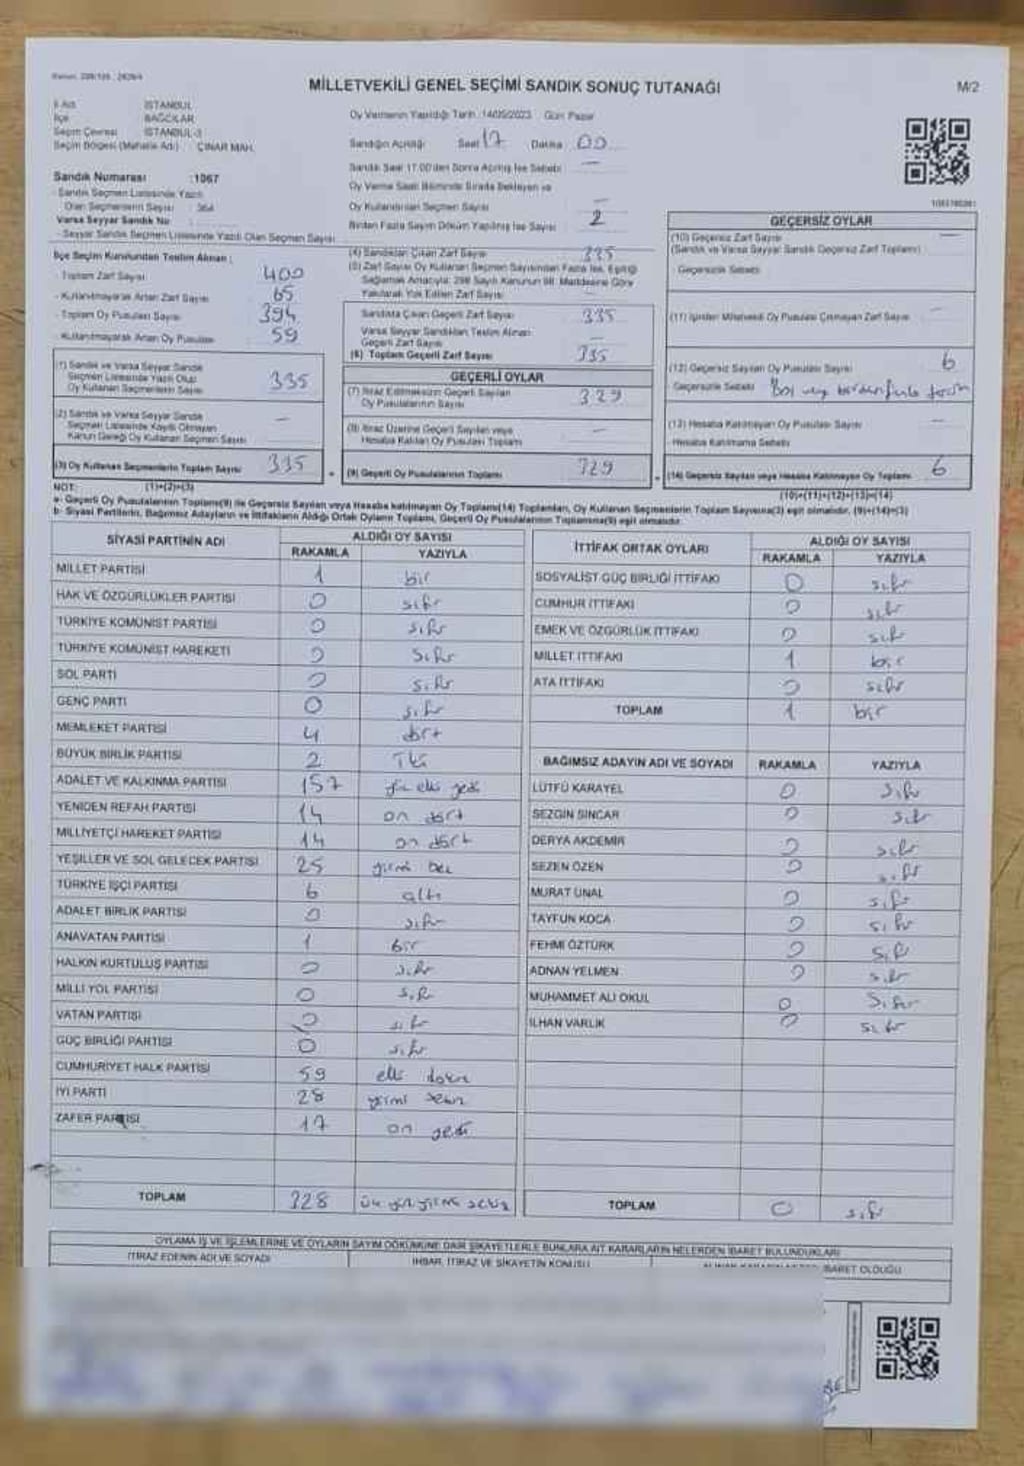 MİLLETVEKİLİ GENEL SEÇİMİ SANDIK SONUÇ TUTANAĞI
M/2
İli Adı İSTANBUL
İlçe BAĞCILAR
Seçim Çevresi İSTANBUL-3
Seçim Bölgesi (Mahalle Adı) : ÇINAR MAH.
Sandık Numarası : 1067
- Sandık Seçmen Listesinde Yazılı
Olan Seçmenlerin Sayısı : 364
Varsa Seyyar Sandık No :
- Seyyar Sandık Seçmen Listesinde Yazılı Olan Seçmen Sayısı
Oy Vermenin Yapıldığı Tarih : 14/05/2023 Gün Pazar
Sandığın Açıldığı Saat 17 Dakika 00
Sandık Saat 17.00'den Sonra Açılmış İse Sebebi —
Oy Verme Saati Bitiminde Sırada Bekleyen ve
Oy Kullandırılan Seçmen Sayısı —
Birden Fazla Sayım Döküm Yapılmış İse Sayısı 2
İlçe Seçim Kurulundan Teslim Alınan :
- Toplam Zarf Sayısı 400
- Kullanılmayarak Artan Zarf Sayısı 65
- Toplam Oy Pusulası Sayısı 394
- Kullanılmayarak Artan Oy Pusulası 59
(1) Sandık ve Varsa Seyyar Sandık
Seçmen Listesinde Yazılı Olup
Oy Kullanan Seçmenlerin Sayısı 335
(2) Sandık ve Varsa Seyyar Sandık
Seçmen Listesinde Kayıtlı Olmayan
Kanun Gereği Oy Kullanan Seçmen Sayısı —
(3) Oy Kullanan Seçmenlerin Toplam Sayısı 335
(1)+(2)=(3)
(4) Sandıktan Çıkan Zarf Sayısı 335
(5) Zarf Sayısı Oy Kullanan Seçmen Sayısından Fazla İse, Eşitliği
Sağlamak Amacıyla; 298 Sayılı Kanunun 98. Maddesine Göre
Yakılarak Yok Edilen Zarf Sayısı —
Sandıkta Çıkan Geçerli Zarf Sayısı 335
Varsa Seyyar Sandıktan Teslim Alınan
Geçerli Zarf Sayısı —
(6) Toplam Geçerli Zarf Sayısı 335
GEÇERLİ OYLAR
(7) İtiraz Edilmeksizin Geçerli Sayılan
Oy Pusulalarının Sayısı 329
(8) İtiraz Üzerine Geçerli Sayılan veya
Hesaba Katılan Oy Pusulası Toplamı —
(9) Geçerli Oy Pusulalarının Toplamı 329
GEÇERSİZ OYLAR
(10) Geçersiz Zarf Sayısı —
(Sandık ve Varsa Seyyar Sandık Geçersiz Zarf Toplamı)
Geçersizlik Sebebi
(11) İçinden Milletvekili Oy Pusulası Çıkmayan Zarf Sayısı —
(12) Geçersiz Sayılan Oy Pusulası Sayısı 6
Geçersizlik Sebebi
(13) Hesaba Katılmayan Oy Pusulası Sayısı —
Hesaba Katılmama Sebebi
(14) Geçersiz Sayılan veya Hesaba Katılmayan Oy Toplamı 6
(10)+(11)+(12)+(13)=(14)
NOT:
a- Geçerli Oy Pusulalarının Toplamı(9) ile Geçersiz Sayılan veya Hesaba katılmayan Oy Toplamı(14) Toplamları, Oy Kullanan Seçmenlerin Toplam Sayısına(3) eşit olmalıdır. (9)+(14)=(3)
b- Siyasi Partilerin, Bağımsız Adayların ve İttifakların Aldığı Ortak Oyların Toplamı, Geçerli Oy Pusulalarının Toplamına(9) eşit olmalıdır.
SİYASİ PARTİNİN ADI ALDIĞI OY SAYISI
RAKAMLA YAZIYLA
MİLLET PARTİSİ 1 bir
HAK VE ÖZGÜRLÜKLER PARTİSİ 0 sıfır
TÜRKİYE KOMÜNİST PARTİSİ 0 sıfır
TÜRKİYE KOMÜNİST HAREKETİ 0 sıfır
SOL PARTİ 0 sıfır
GENÇ PARTİ 0 sıfır
MEMLEKET PARTİSİ 4 dört
BÜYÜK BİRLİK PARTİSİ 2 İki
ADALET VE KALKINMA PARTİSİ 157 yüz elli yedi
YENİDEN REFAH PARTİSİ 14 on dört
MİLLİYETÇİ HAREKET PARTİSİ 14 on dört
YEŞİLLER VE SOL GELECEK PARTİSİ 25 yirmi beş
TÜRKİYE İŞÇİ PARTİSİ 6 altı
ADALET BİRLİK PARTİSİ 0 sıfır
ANAVATAN PARTİSİ 1 bir
HALKIN KURTULUŞ PARTİSİ 0 sıfır
MİLLİ YOL PARTİSİ 0 sıfır
VATAN PARTİSİ 0 sıfır
GÜÇ BİRLİĞİ PARTİSİ 0 sıfır
CUMHURİYET HALK PARTİSİ 59 elli dokuz
İYİ PARTİ 28 yirmi sekiz
ZAFER PARTİSİ 17 on yedi
TOPLAM 328 üç yüz yirmi sekiz
İTTİFAK ORTAK OYLARI ALDIĞI OY SAYISI
RAKAMLA YAZIYLA
SOSYALİST GÜÇ BİRLİĞİ İTTİFAKI 0 sıfır
CUMHUR İTTİFAKI 0 sıfır
EMEK VE ÖZGÜRLÜK İTTİFAKI 0 sıfır
MİLLET İTTİFAKI 1 bir
ATA İTTİFAKI 0 sıfır
TOPLAM 1 bir
BAĞIMSIZ ADAYIN ADI VE SOYADI RAKAMLA YAZIYLA
LÜTFÜ KARAYEL 0 sıfır
SEZGİN SİNCAR 0 sıfır
DERYA AKDEMİR 0 sıfır
SEZEN ÖZEN 0 sıfır
MURAT ÜNAL 0 sıfır
TAYFUN KOCA 0 sıfır
FEHMİ ÖZTÜRK 0 sıfır
ADNAN YELMEN 0 sıfır
MUHAMMET ALİ OKUL 0 sıfır
İLHAN VARLIK 0 sıfır
TOPLAM 0 sıfır
OYLAMA İŞ VE İŞLEMLERİNE VE OYLARIN SAYIM DÖKÜMÜNE DAİR ŞİKAYETLERLE BUNLARA AİT KARARLARIN NELERDEN İBARET BULUNDUKLARI
İTİRAZ EDENİN ADI VE SOYADI
İHBAR, İTİRAZ VE ŞİKAYETİN KONUSU
İBARET OLDUĞU